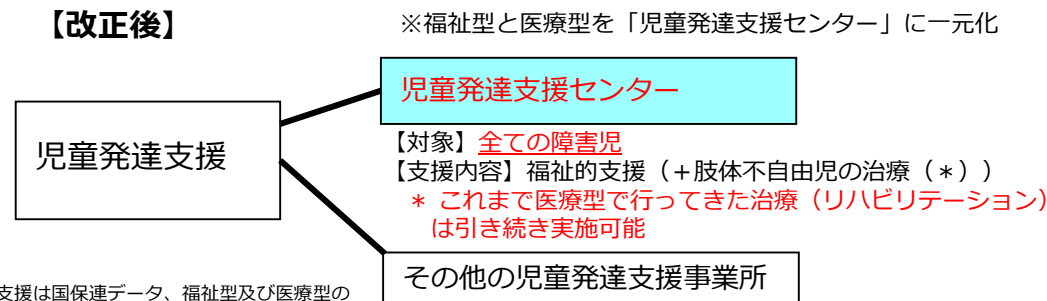 【改正後】
※福祉型と医療型を「児童発達支援センター」に一元化
児童発達支援センター
児童発達支援
【対象】全ての障害児
【支援内容】福祉的支援（＋肢体不自由児の治療（＊））
＊ これまで医療型で行ってきた治療（リハビリテーション）
は引き続き実施可能
その他の児童発達支援事業所
支援は国保連データ、福祉型及び医療型の